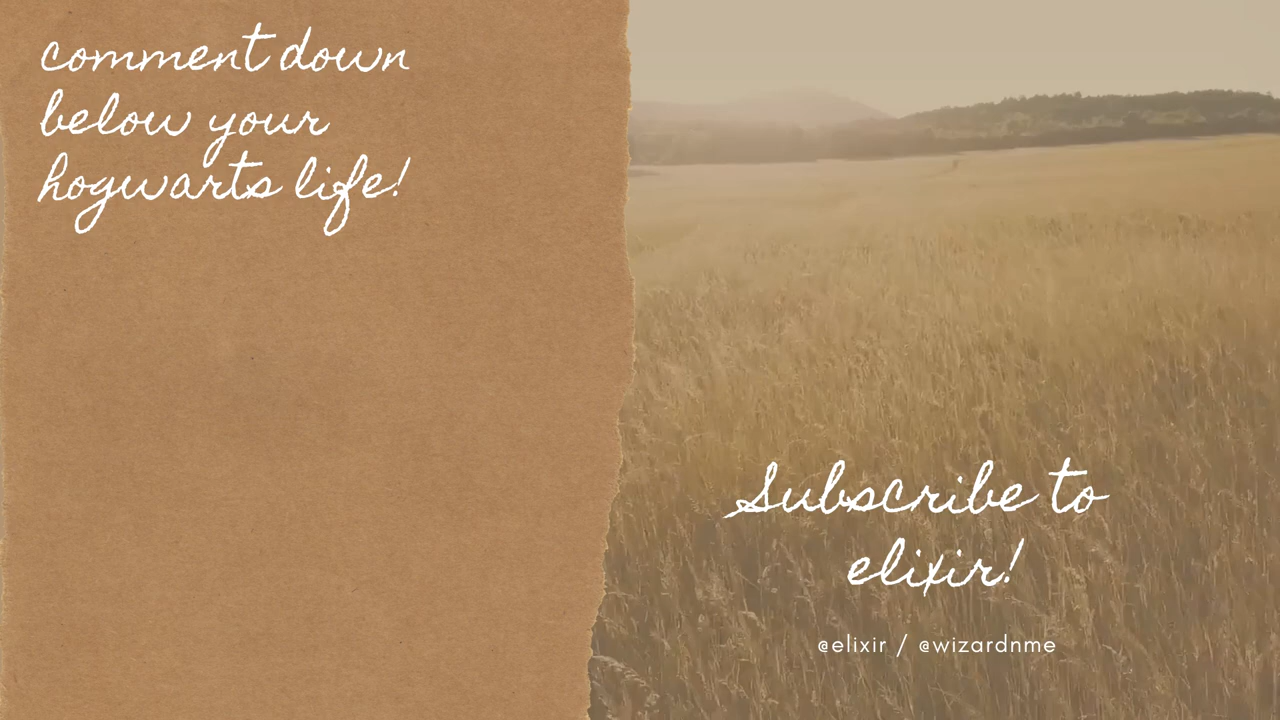 comment down
below your
hogwarts life!
Subscribe to
elixir!
@elixir / @wizardnme